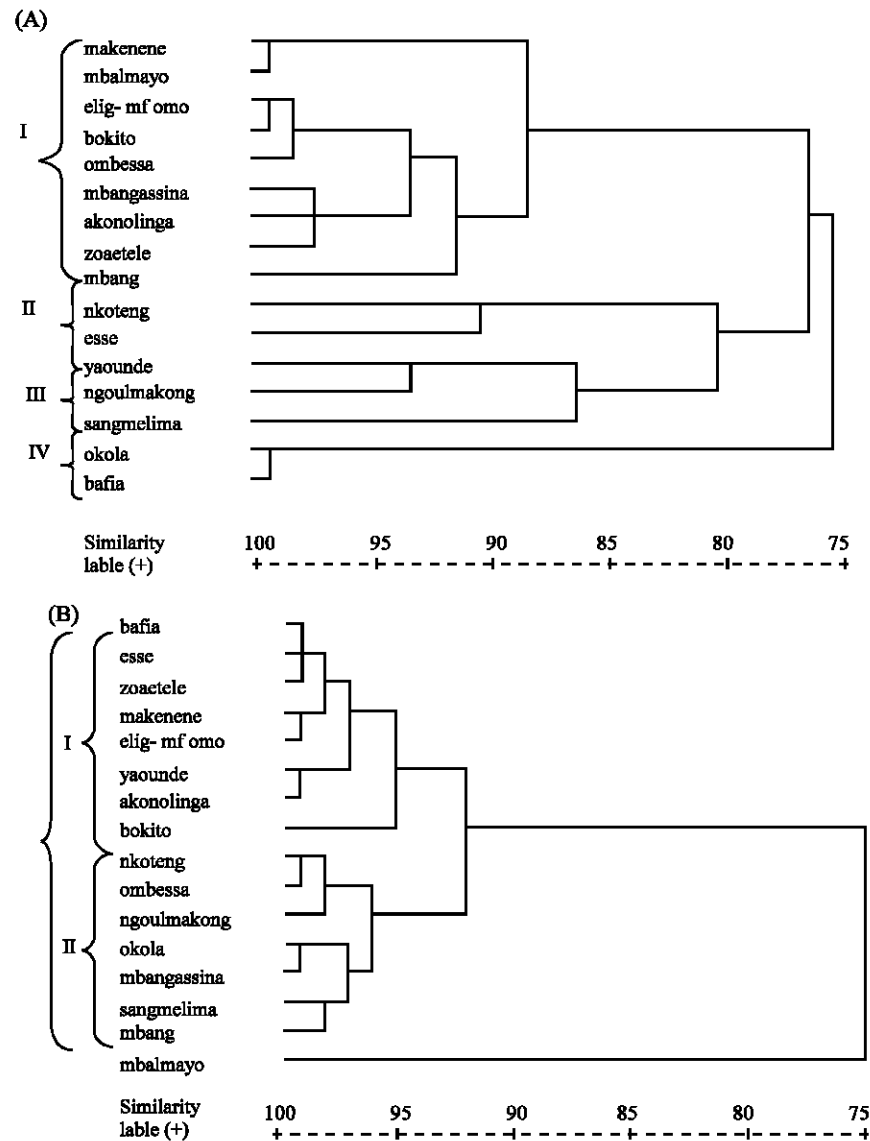 (A)
makenene
mbalmayo
elig- mf omo
I
bokito
ombessa
mbangassina
akonolinga
zoaetele
mbang
II
nkoteng
esse
yaounde
III
ngoulmakong
sangmelima
IV
okola
bafia
Similarity 100 95 90 85 80 75
lable (+)
(B)
bafia
esse
zoaetele
makenene
I
elig- mf omo
yaounde
akonolinga
bokito
nkoteng
ombessa
ngoulmakong
II
okola
mbangassina
sangmelima
mbang
mbalmayo
Similarity 100 95 90 85 80 75
lable (+)